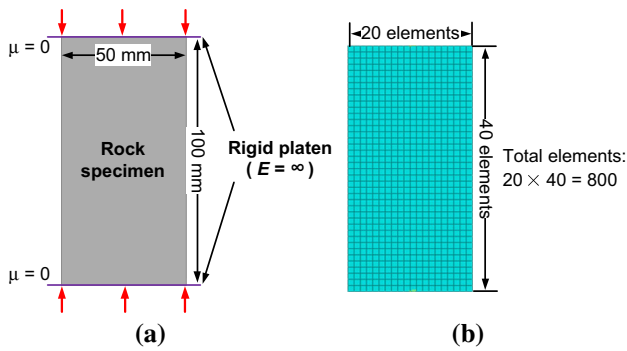 μ = 0
50 mm
100 mm
Rock
specimen
Rigid platen
( E = ∞ )
μ = 0
(a)
20 elements
40 elements
Total elements:
20 × 40 = 800
(b)